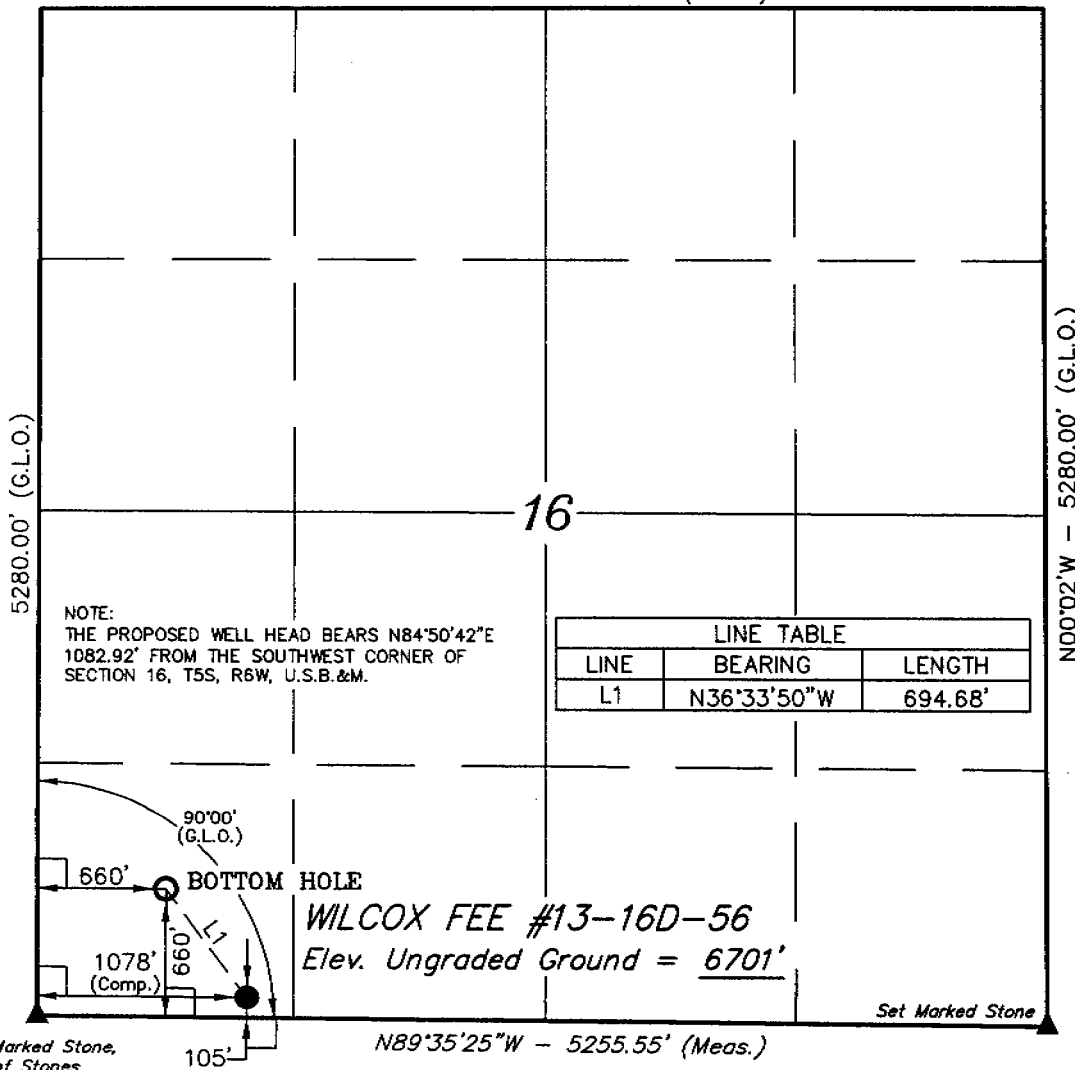 5280.00' (G.L.O.)
N00°02'W – 5280.00' (G.L.O.)
16
NOTE:
THE PROPOSED WELL HEAD BEARS N84°50'42"E
1082.92' FROM THE SOUTHWEST CORNER OF
SECTION 16, T5S, R6W, U.S.B.&M.
LINE TABLE
LINE BEARING LENGTH
L1 N36°33'50"W 694.68'
90°00'
(G.L.O.)
660'
BOTTOM HOLE
L1
660'
WILCOX FEE #13-16D-56
Elev. Ungraded Ground = 6701'
1078'
(Comp.)
Set Marked Stone
105'
N89°35'25"W – 5255.55' (Meas.)
Marked Stone,
of Stones